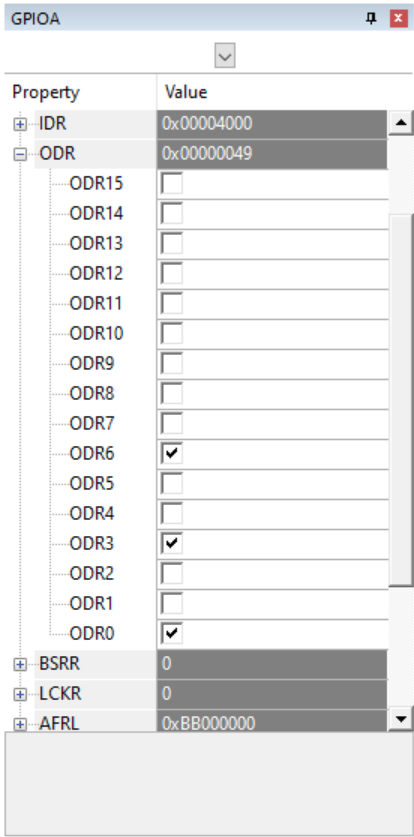 GPIOA
Property Value
IDR 0x00004000
ODR 0x00000049
ODR15
ODR14
ODR13
ODR12
ODR11
ODR10
ODR9
ODR8
ODR7
ODR6
ODR5
ODR4
ODR3
ODR2
ODR1
ODR0
BSRR 0
LCKR 0
AFRL 0xBB000000